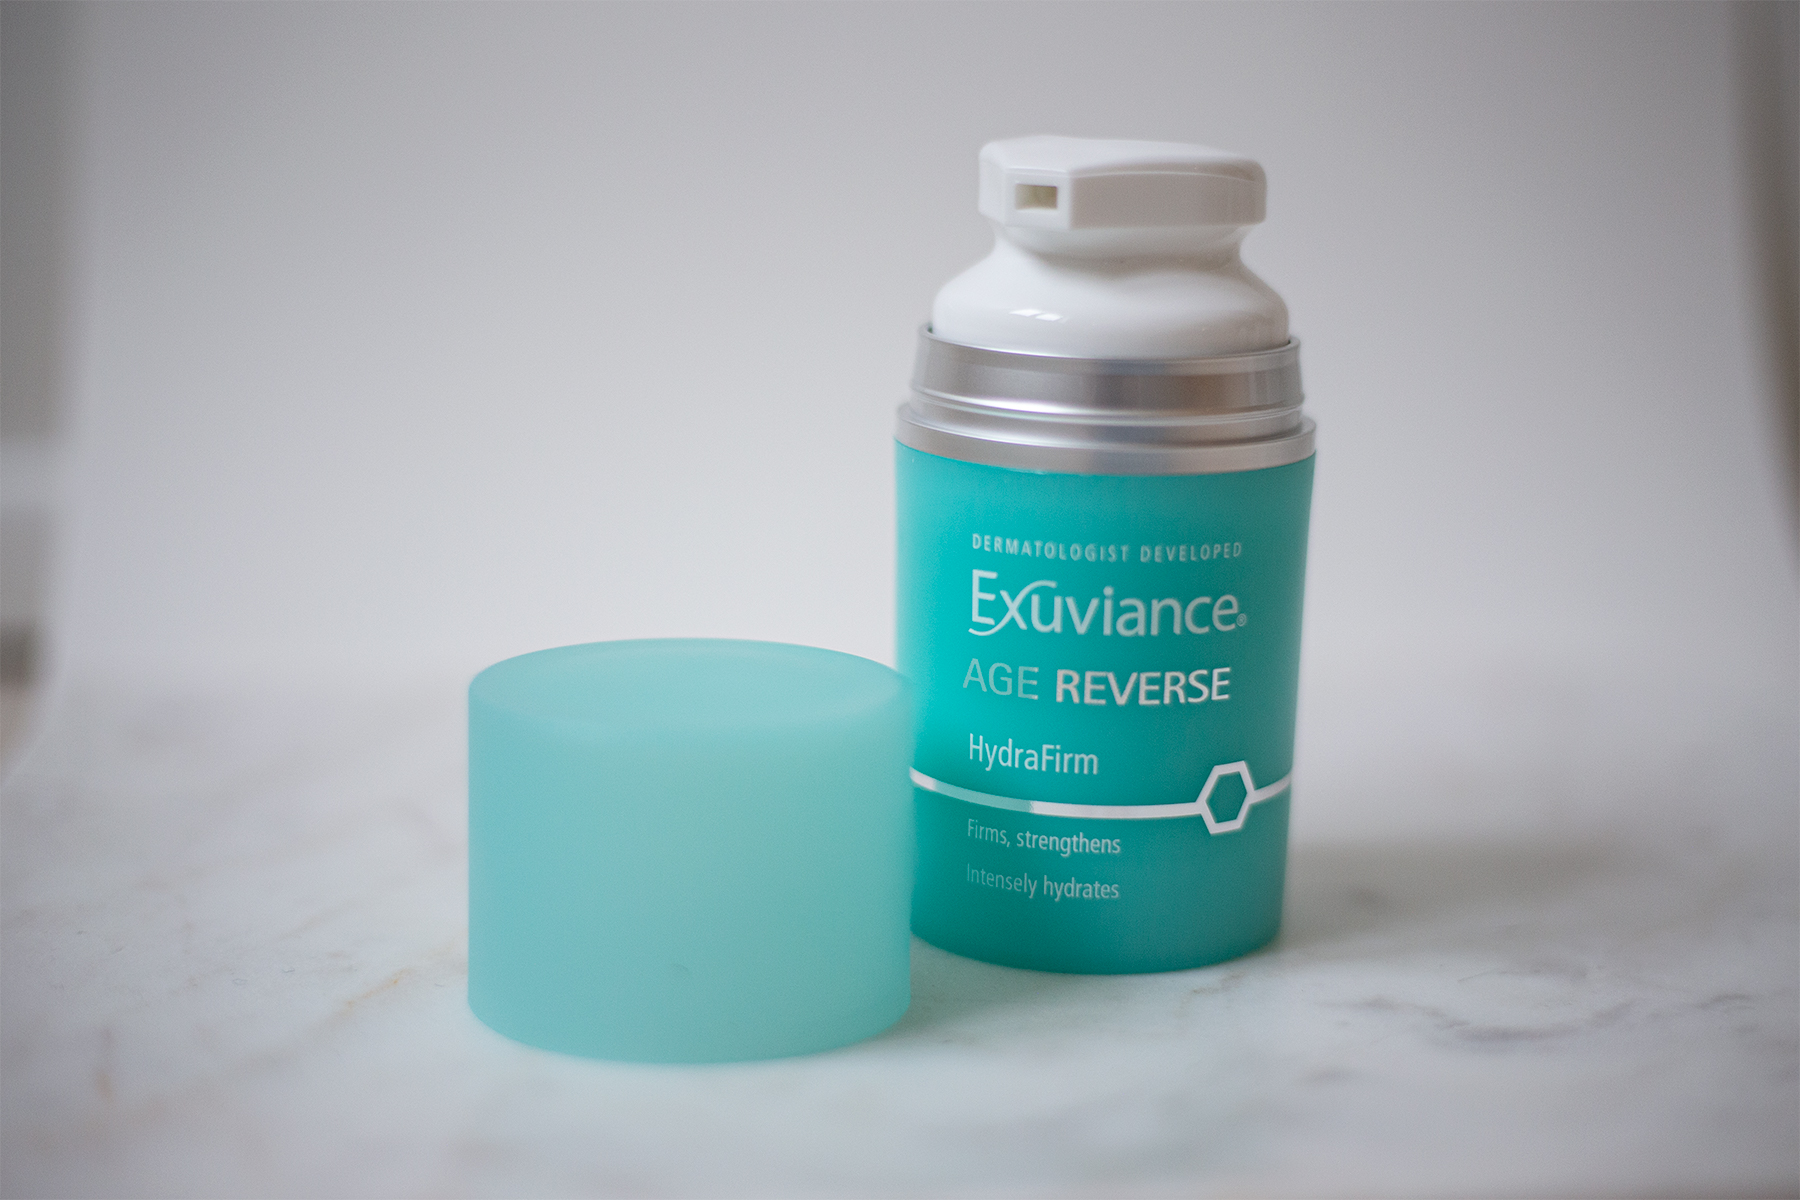 DERMATOLOGIST DEVELOPED
Exuviance®
AGE REVERSE
HydraFirm
Firms, strengthens
Intensely hydrates